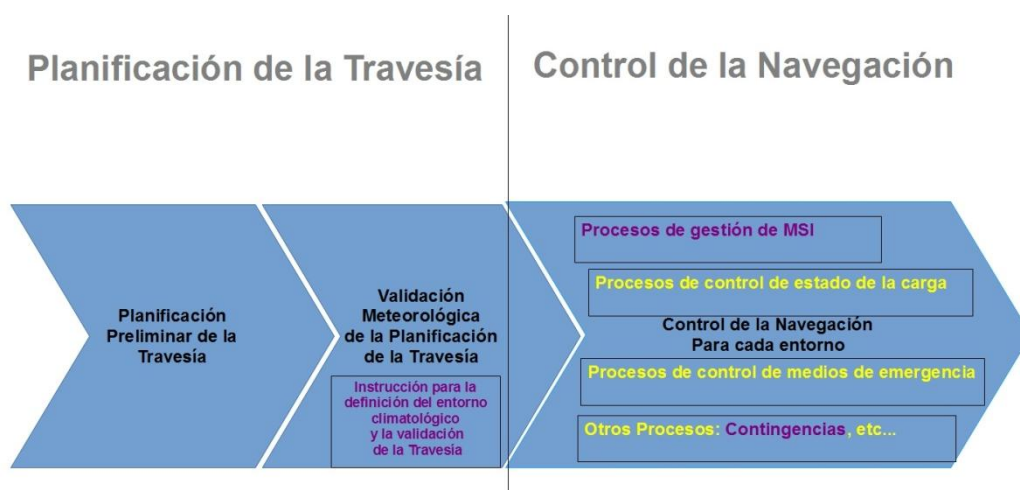 Planificación de la Travesía
Control de la Navegación
Planificación
Preliminar de la
Travesía
Validación
Meteorológica
de la Planificación
de la Travesía
Instrucción para la
definición del entorno
climatológico
y la validación
de la Travesía
Procesos de gestión de MSI
Procesos de control de estado de la carga
Control de la Navegación
Para cada entorno
Procesos de control de medios de emergencia
Otros Procesos: Contingencias, etc...